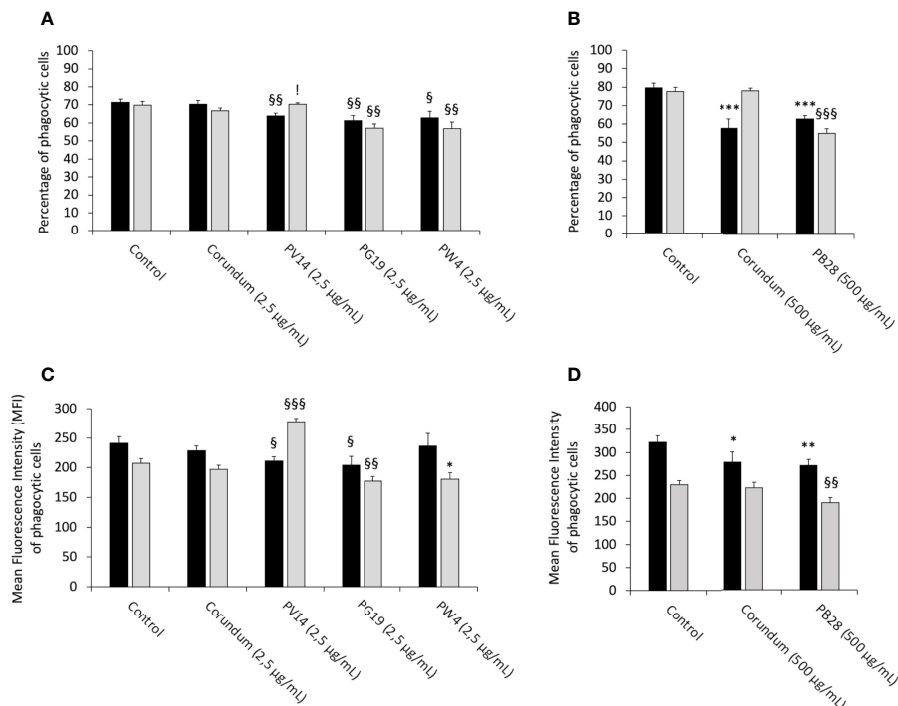 A
Percentage of phagocytic cells
100
90
80
70
60
50
40
30
20
10
0
§§
!
§§
§§
§
§§
Control
Corundum (2,5 µg/mL)
PV14 (2,5 µg/mL)
PG19 (2,5 µg/mL)
PW4 (2,5 µg/mL)
B
Percentage of phagocytic cells
100
90
80
70
60
50
40
30
20
10
0
***
***
§§§
Control
Corundum (500 µg/mL)
PB28 (500 µg/mL)
C
Mean Fluorescence Intensity (MFI)
of phagocytic cells
300
250
200
150
100
50
0
§
§§§
§
§§
*
Control
Corundum (2,5 µg/mL)
PV14 (2,5 µg/mL)
PG19 (2,5 µg/mL)
PW4 (2,5 µg/mL)
D
Mean Fluorescence Intensity
of phagocytic cells
400
350
300
250
200
150
100
50
0
*
**
§§
Control
Corundum (500 µg/mL)
PB28 (500 µg/mL)